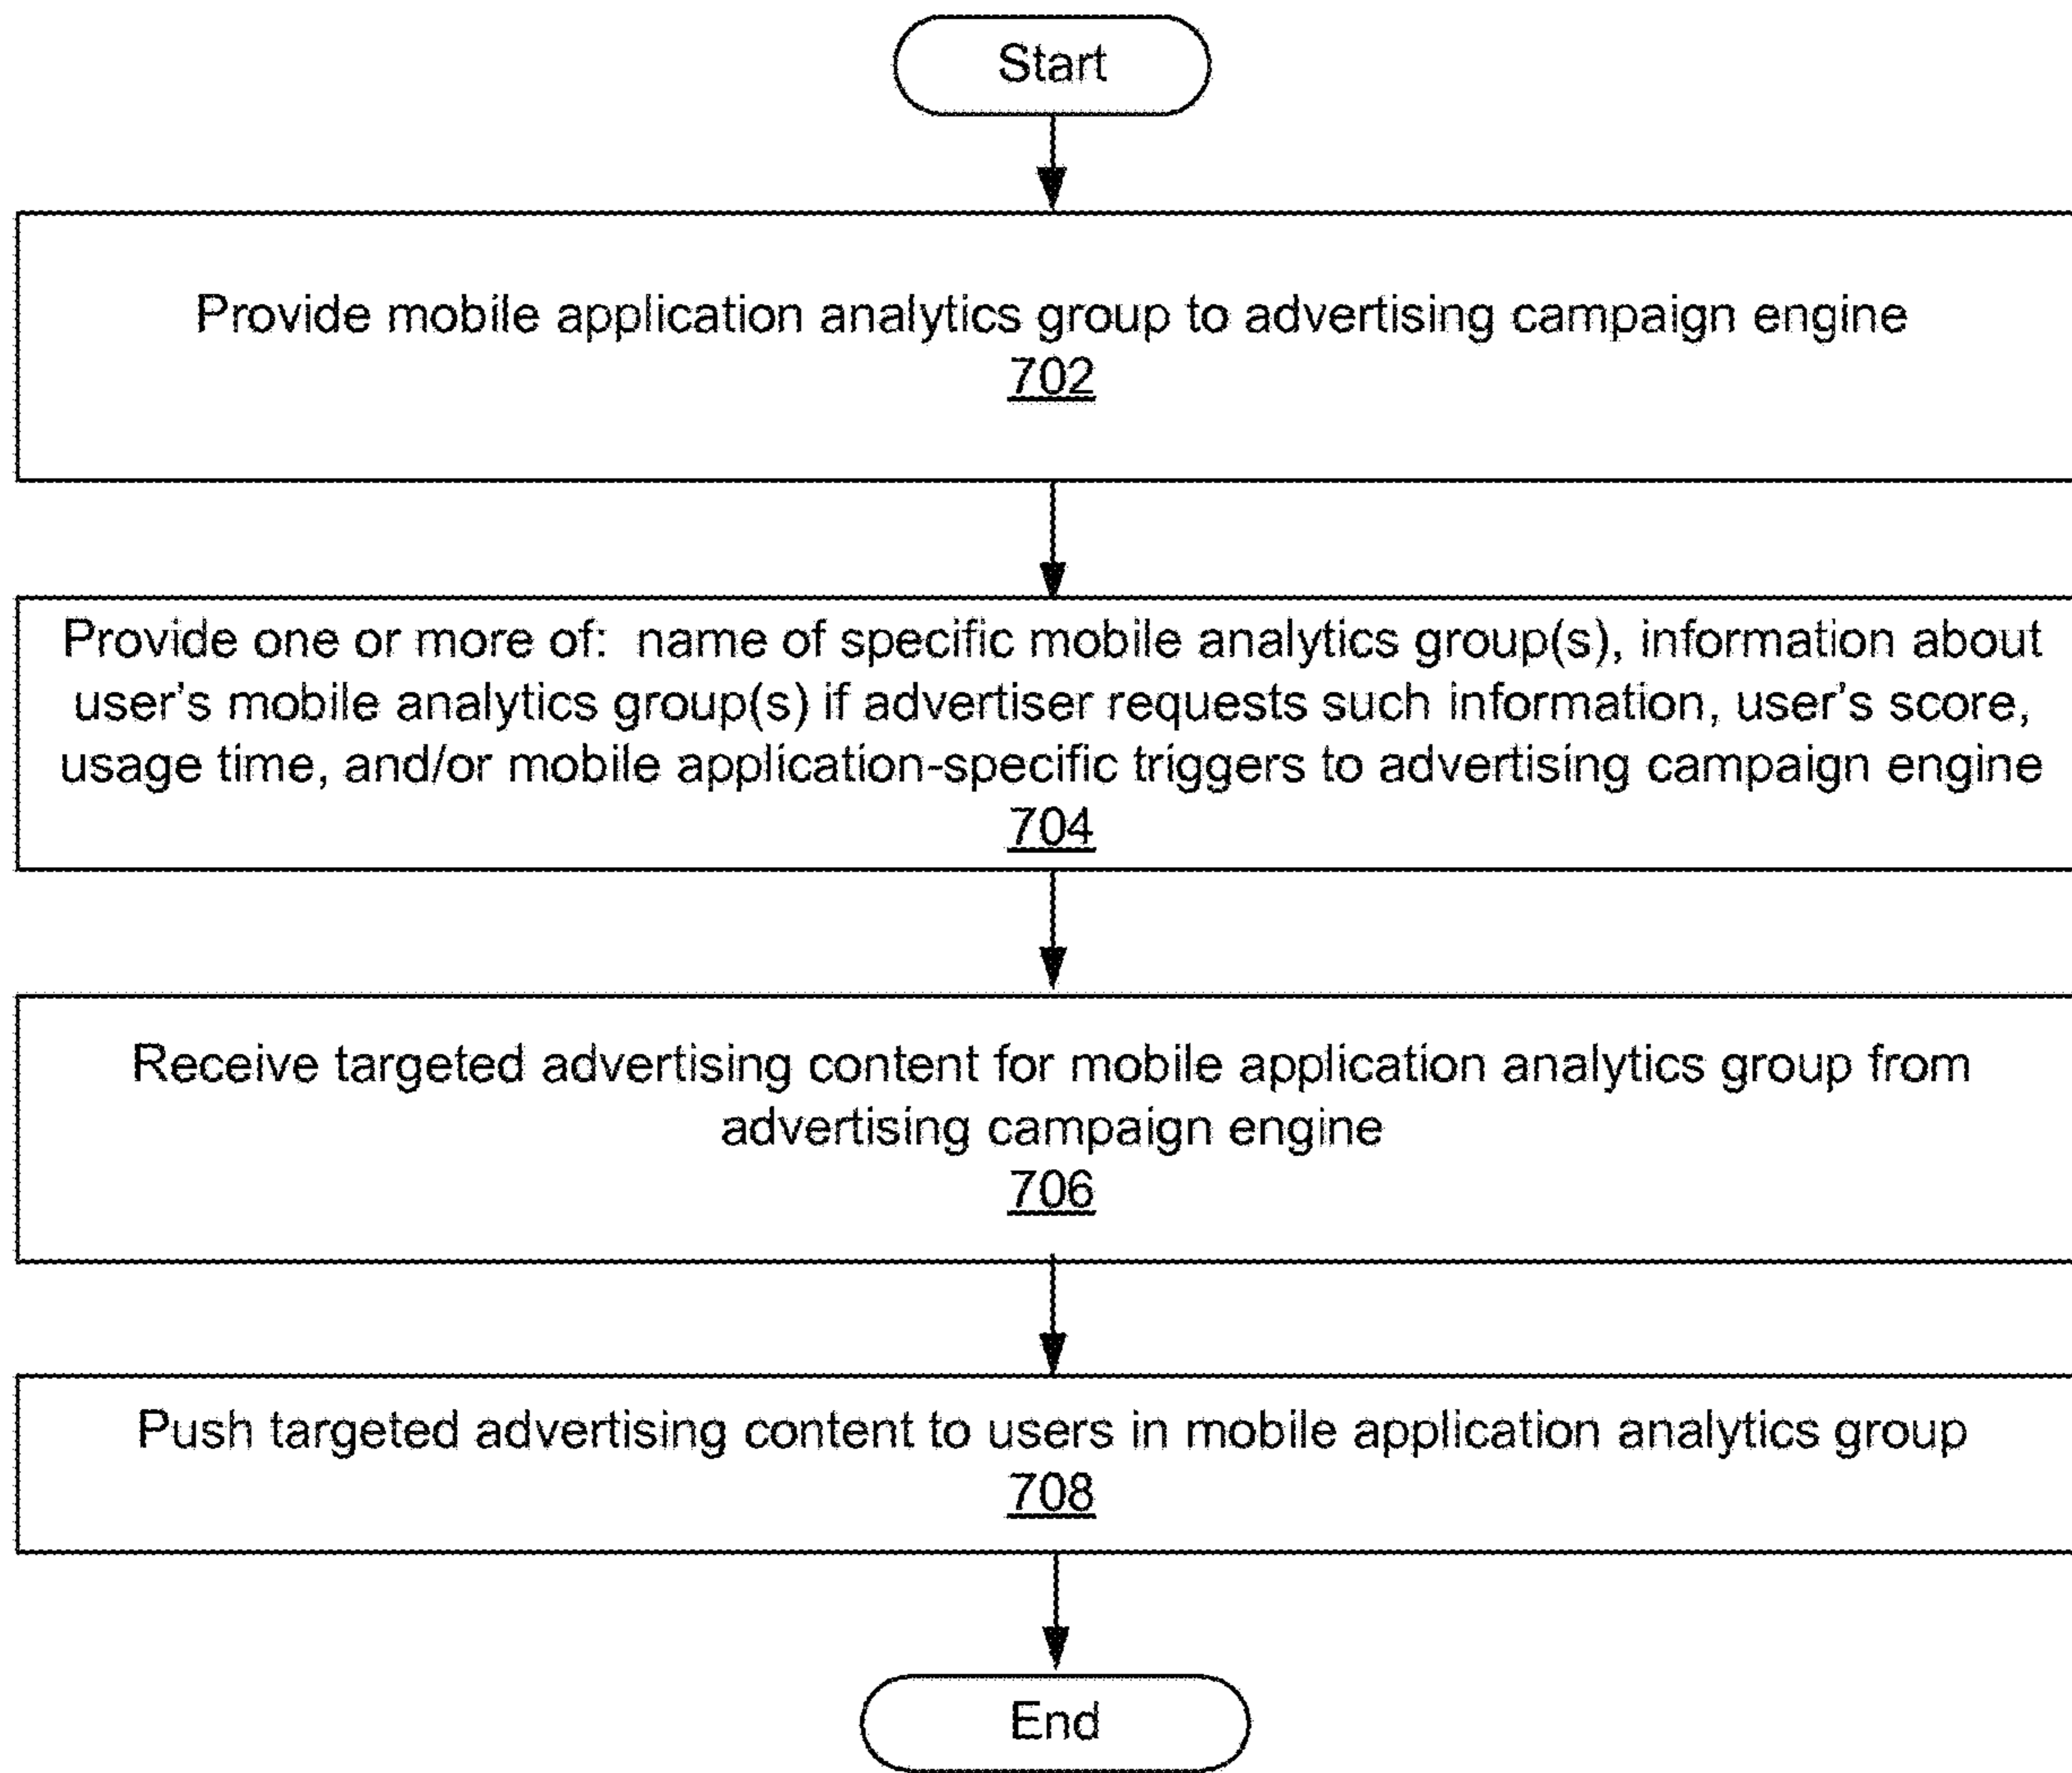 Start
Provide mobile application analytics group to advertising campaign engine
702
Provide one or more of: name of specific mobile analytics group(s), information about
user's mobile analytics group(s) if advertiser requests such information, user's score,
usage time, and/or mobile application-specific triggers to advertising campaign engine
704
Receive targeted advertising content for mobile application analytics group from
advertising campaign engine
706
Push targeted advertising content to users in mobile application analytics group
708
End